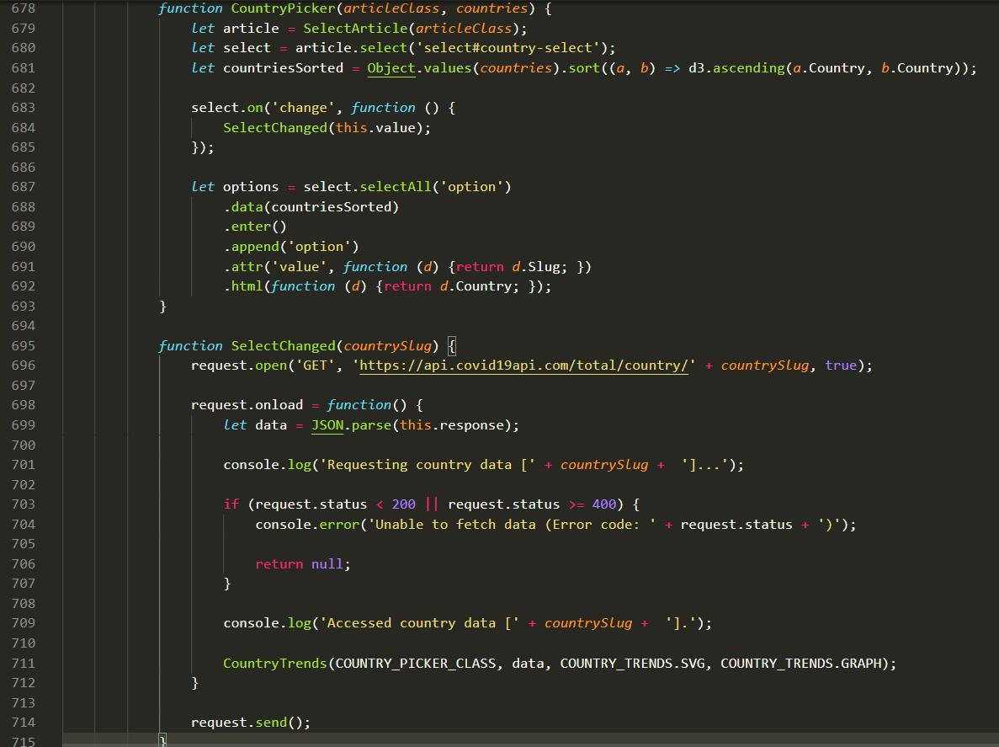 678 function CountryPicker(articleClass, countries) {
679 let article = SelectArticle(articleClass);
680 let select = article.select('select#country-select');
681 let countriesSorted = Object.values(countries).sort((a, b) => d3.ascending(a.Country, b.Country));
682
683 select.on('change', function () {
684 SelectChanged(this.value);
685 });
686
687 let options = select.selectAll('option')
688 .data(countriesSorted)
689 .enter()
690 .append('option')
691 .attr('value', function (d) {return d.Slug; })
692 .html(function (d) {return d.Country; });
693 }
694
695 function SelectChanged(countrySlug) {
696 request.open('GET', 'https://api.covid19api.com/total/country/' + countrySlug, true);
697
698 request.onload = function() {
699 let data = JSON.parse(this.response);
700
701 console.log('Requesting country data [' + countrySlug +  ']...');
702
703 if (request.status < 200 || request.status >= 400) {
704 console.error('Unable to fetch data (Error code: ' + request.status + ')');
705
706 return null;
707 }
708
709 console.log('Accessed country data [' + countrySlug +  '].');
710
711 CountryTrends(COUNTRY_PICKER_CLASS, data, COUNTRY_TRENDS.SVG, COUNTRY_TRENDS.GRAPH);
712 }
713
714 request.send();
715 }